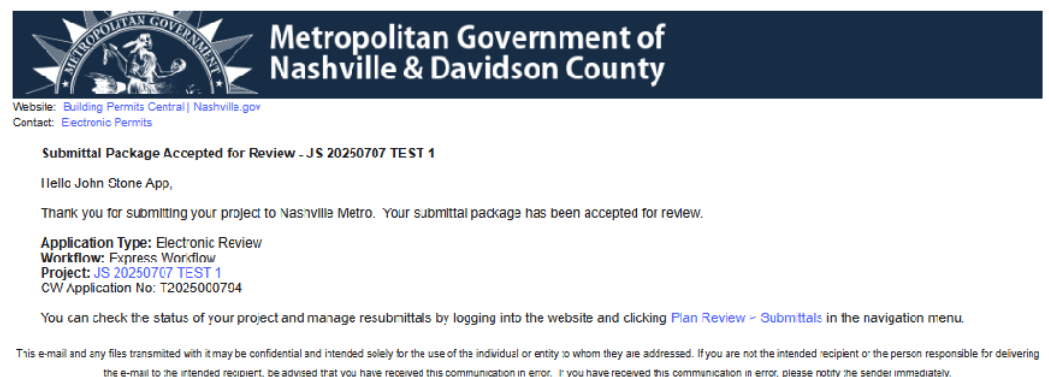 METROPOLITAN GOVERNMENT
Metropolitan Government of
Nashville & Davidson County
Website: Building Permits Central | Nashville.gov
Contact: Electronic Permits
Submittal Package Accepted for Review - JS 20250707 TEST 1
Hello John Stone App,
Thank you for submitting your project to Nashville Metro. Your submittal package has been accepted for review.
Application Type: Electronic Review
Workflow: Express Workflow
Project: JS 20250707 TEST 1
CW Application No: T2025000794
You can check the status of your project and manage resubmittals by logging into the website and clicking Plan Review > Submittals in the navigation menu.
This e-mail and any files transmitted with it may be confidential and intended solely for the use of the individual or entity to whom they are addressed. If you are not the intended recipient or the person responsible for delivering
the e-mail to the intended recipient, be advised that you have received this communication in error. If you have received this communication in error, please notify the sender immediately.